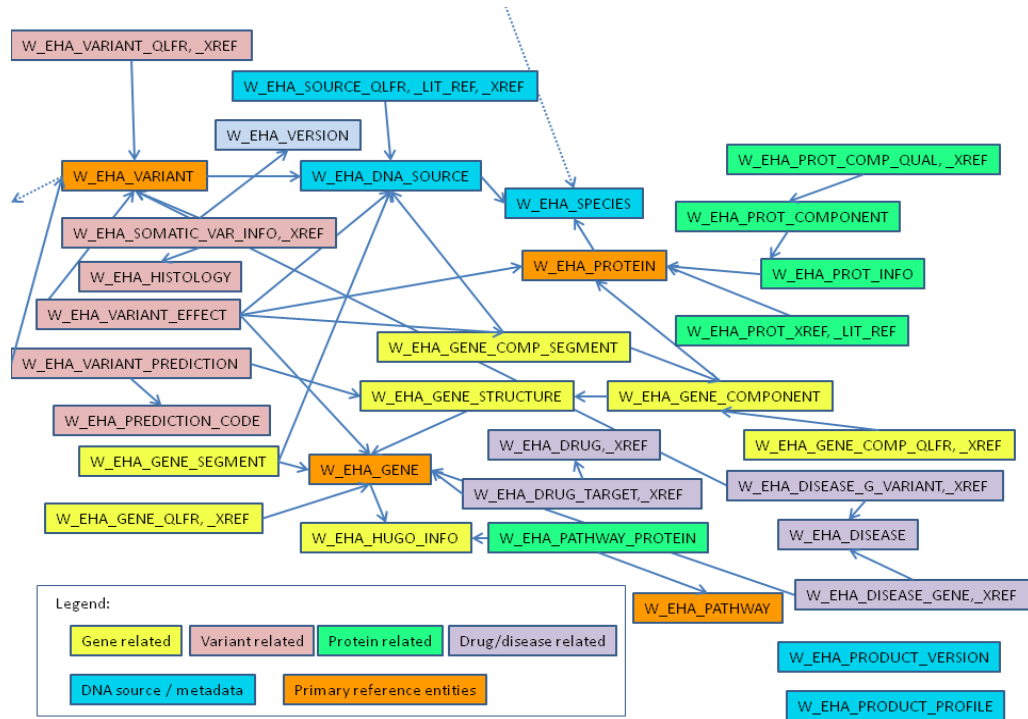 W_EHA_VARIANT_QLFR, _XREF
W_EHA_SOURCE_QLFR, _LIT_REF, _XREF
W_EHA_VERSION
W_EHA_PROT_COMP_QUAL, _XREF
W_EHA_VARIANT
W_EHA_DNA_SOURCE
W_EHA_SPECIES
W_EHA_PROT_COMPONENT
W_EHA_SOMATIC_VAR_INFO,_XREF
W_EHA_HISTOLOGY
W_EHA_PROTEIN
W_EHA_PROT_INFO
W_EHA_VARIANT_EFFECT
W_EHA_PROT_XREF, _LIT_REF
W_EHA_GENE_COMP_SEGMENT
W_EHA_VARIANT_PREDICTION
W_EHA_GENE_STRUCTURE
W_EHA_GENE_COMPONENT
W_EHA_PREDICTION_CODE
W_EHA_DRUG, _XREF
W_EHA_GENE_COMP_QLFR, _XREF
W_EHA_GENE_SEGMENT
W_EHA_GENE
W_EHA_DRUG_TARGET,_XREF
W_EHA_DISEASE_G_VARIANT,_XREF
W_EHA_GENE_QLFR, _XREF
W_EHA_HUGO_INFO
W_EHA_PATHWAY_PROTEIN
W_EHA_DISEASE
W_EHA_DISEASE_GENE,_XREF
W_EHA_PATHWAY
Legend:
Gene related
Variant related
Protein related
Drug/disease related
DNA source / metadata
Primary reference entities
W_EHA_PRODUCT_VERSION
W_EHA_PRODUCT_PROFILE